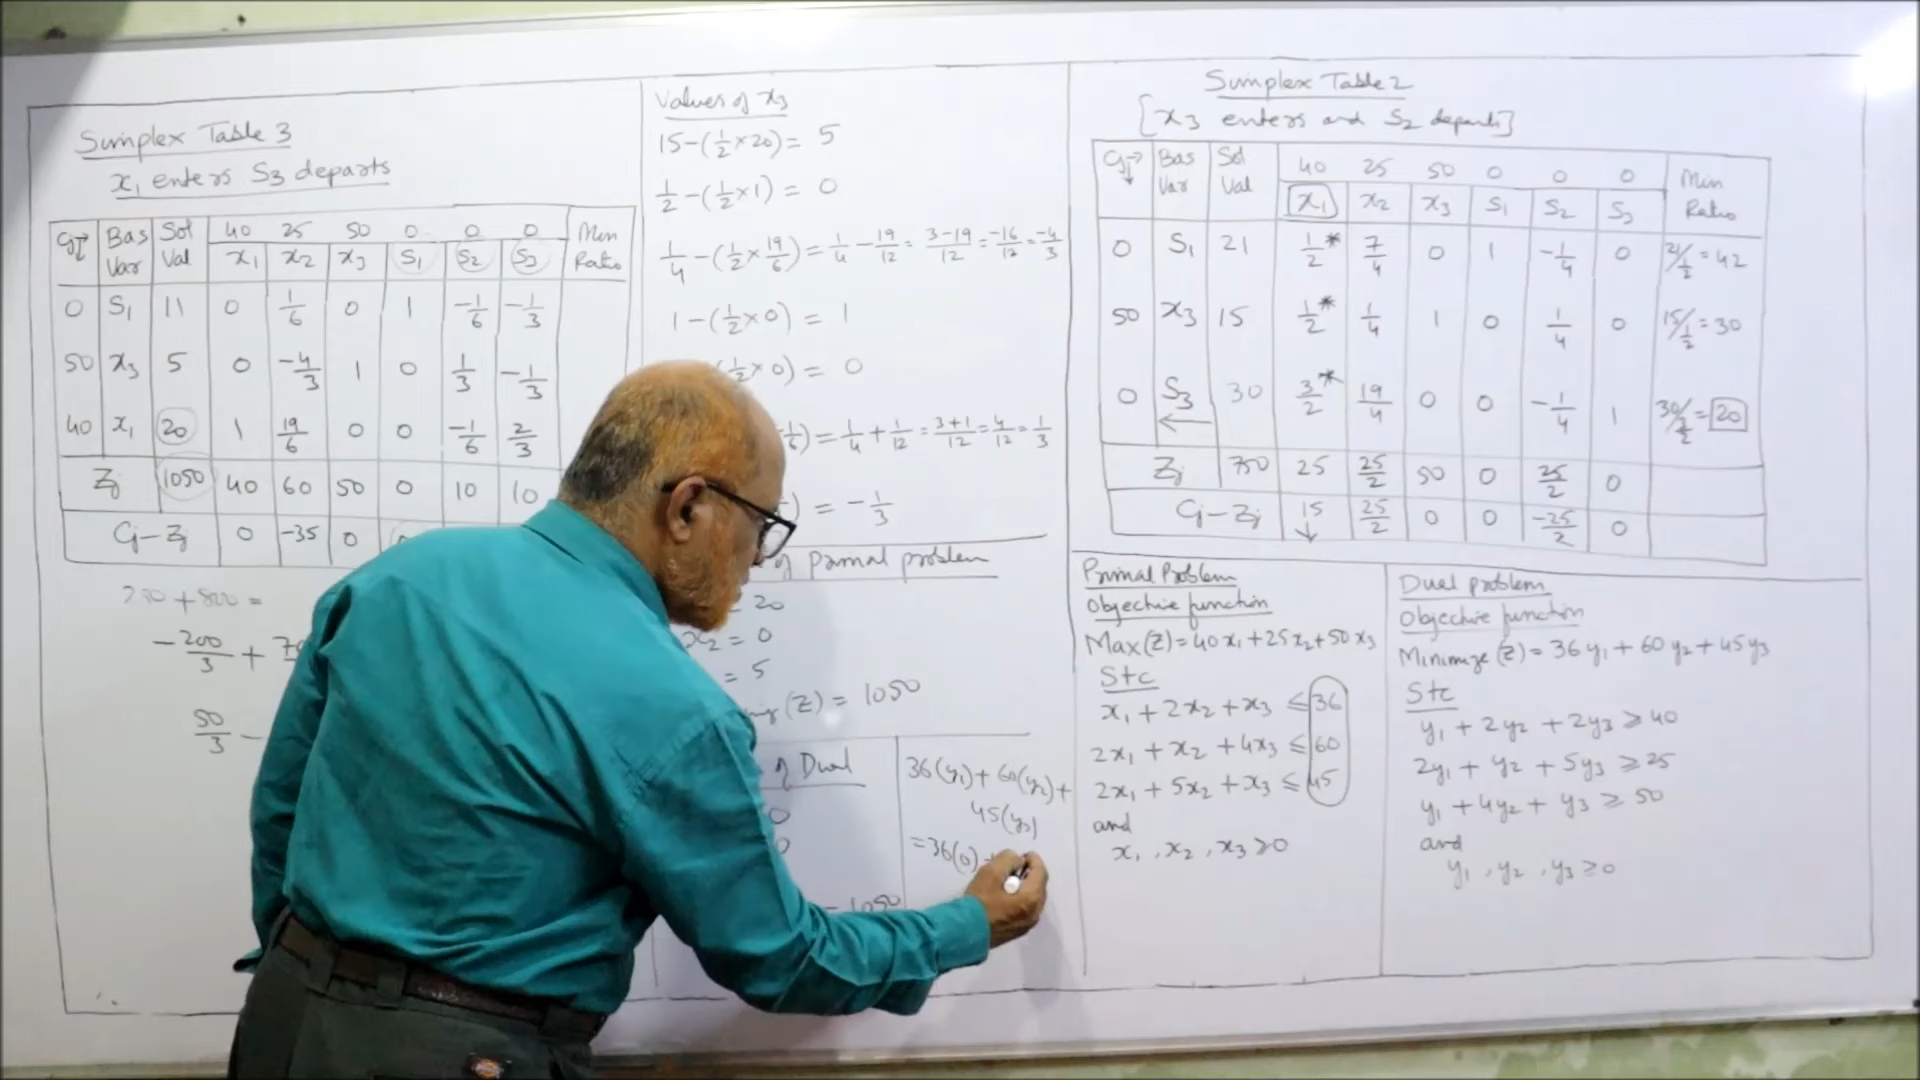 Simplex Table 3
x₁ enters S₃ departs
Cj Bas Var Sol Val 40 25 50 0 0 0 Min Ratio
x₁ x₂ x₃ S₁ S₂ S₃
0 S₁ 11 0 1/6 0 1 -1/6 -1/3
50 x₃ 5 0 -4/3 1 0 1/3 -1/3
40 x₁ 20 1 19/6 0 0 -1/6 2/3
Zj 1050 40 60 50 0 10 10
Cj-Zj 0 -35 0
250+800=
-200/3 +
50/3 -
Values of x₃
15-(1/2×20)= 5
1/2-(1/2×1)= 0
1/4-(1/2×19/6)=1/4-19/12=3-19/12=-16/12=-4/3
1-(1/2×0)= 1
(1/2×0)= 0
)=1/4+1/12=3+1/12=4/12=1/3
)= -1/3
of Primal problem
= 20
x₂ = 0
= 5
(Z) = 1050
of Dual
0
0
= 1050
36(y₁)+60(y₂)+
45(y₃)
=36(0)+
Simplex Table 2
[x₃ enters and S₂ departs]
Cj Bas Var Sol Val 40 25 50 0 0 0 Min Ratio
x₁ x₂ x₃ S₁ S₂ S₃
0 S₁ 21 1/2* 7/4 0 1 -1/4 0 21/1/2=42
50 x₃ 15 1/2* 1/4 1 0 1/4 0 15/1/2=30
0 S₃ 30 3/2* 19/4 0 0 -1/4 1 30/3/2=20
Zj 750 25 25/2 50 0 25/2 0
Cj-Zj 15 25/2 0 0 -25/2 0
Primal Problem
Objective function
Max(Z)=40x₁+25x₂+50x₃
Stc
x₁+2x₂+x₃ ≤ 36
2x₁+x₂+4x₃ ≤ 60
2x₁+5x₂+x₃ ≤ 45
and
x₁, x₂, x₃ ≥0
Dual problem
Objective function
Minimize(Z)=36y₁+60y₂+45y₃
Stc
y₁+2y₂+2y₃ ≥ 40
2y₁+y₂+5y₃ ≥ 25
y₁+4y₂+y₃ ≥ 50
and
y₁, y₂, y₃ ≥0